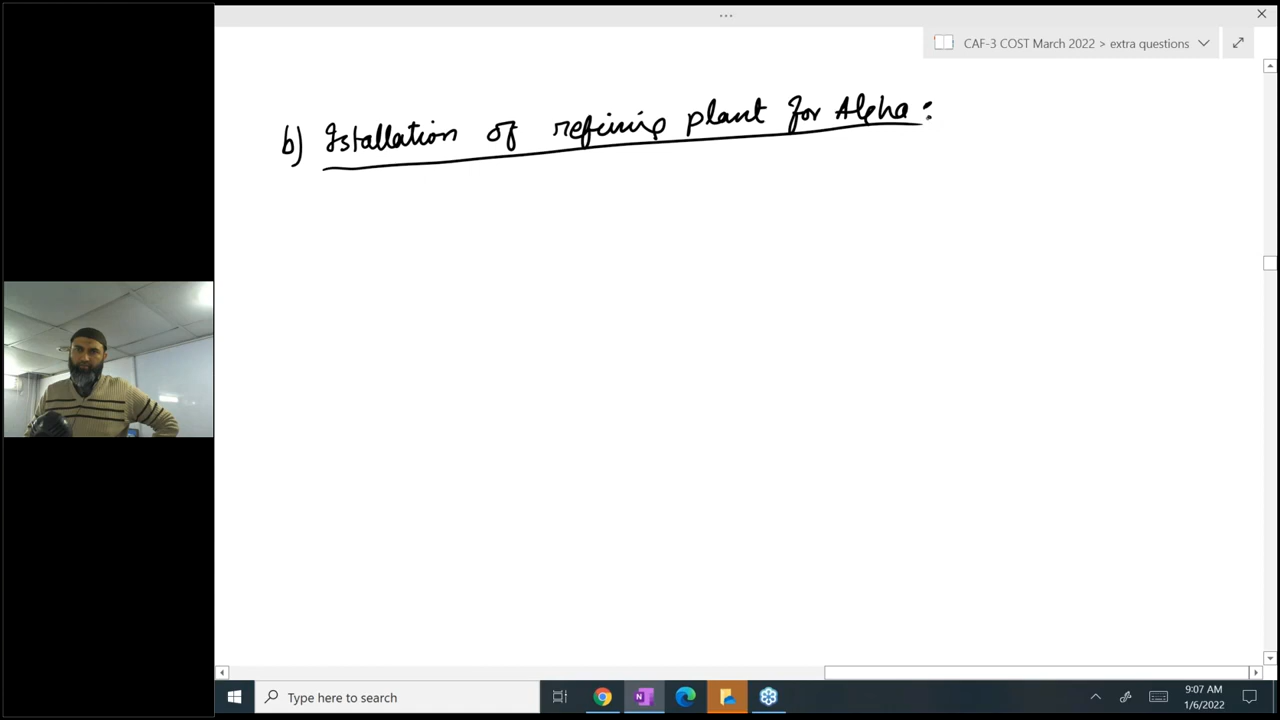 CAF-3 COST March 2022 > extra questions
b) Istallation of refining plant for Alpha:
Type here to search
9:07 AM
1/6/2022